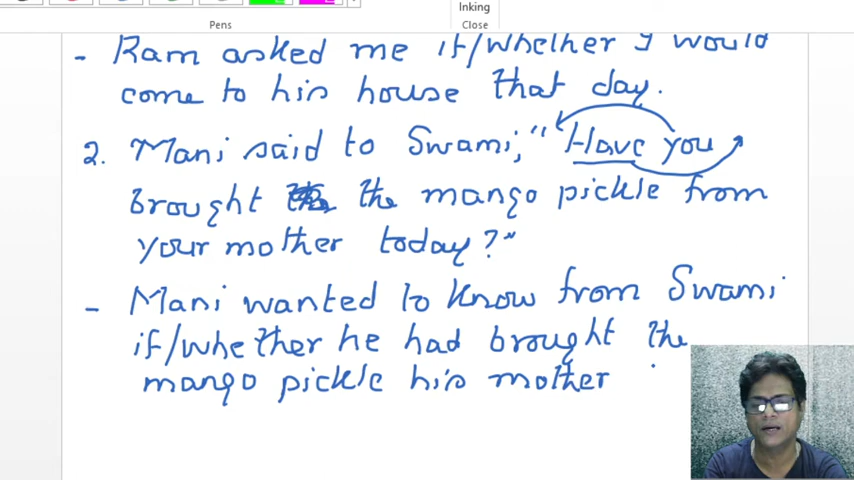 Inking
Pens
Close
- Ram asked me if/whether I would
come to his house that day.
2. Mani said to Swami, "Have you
brought the mango pickle from
your mother today?"
- Mani wanted to know from Swami
if/whether he had brought the
mango pickle his mother